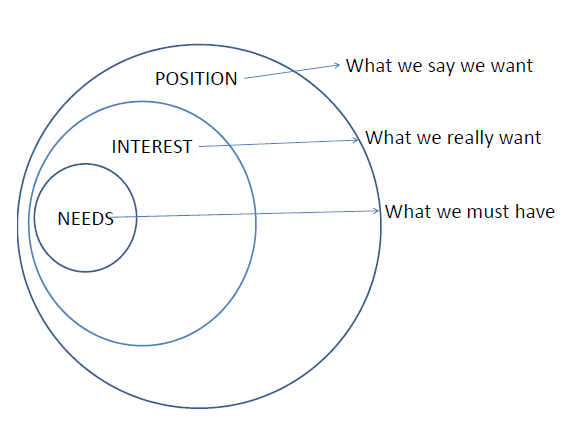 POSITION
What we say we want
INTEREST
What we really want
NEEDS
What we must have